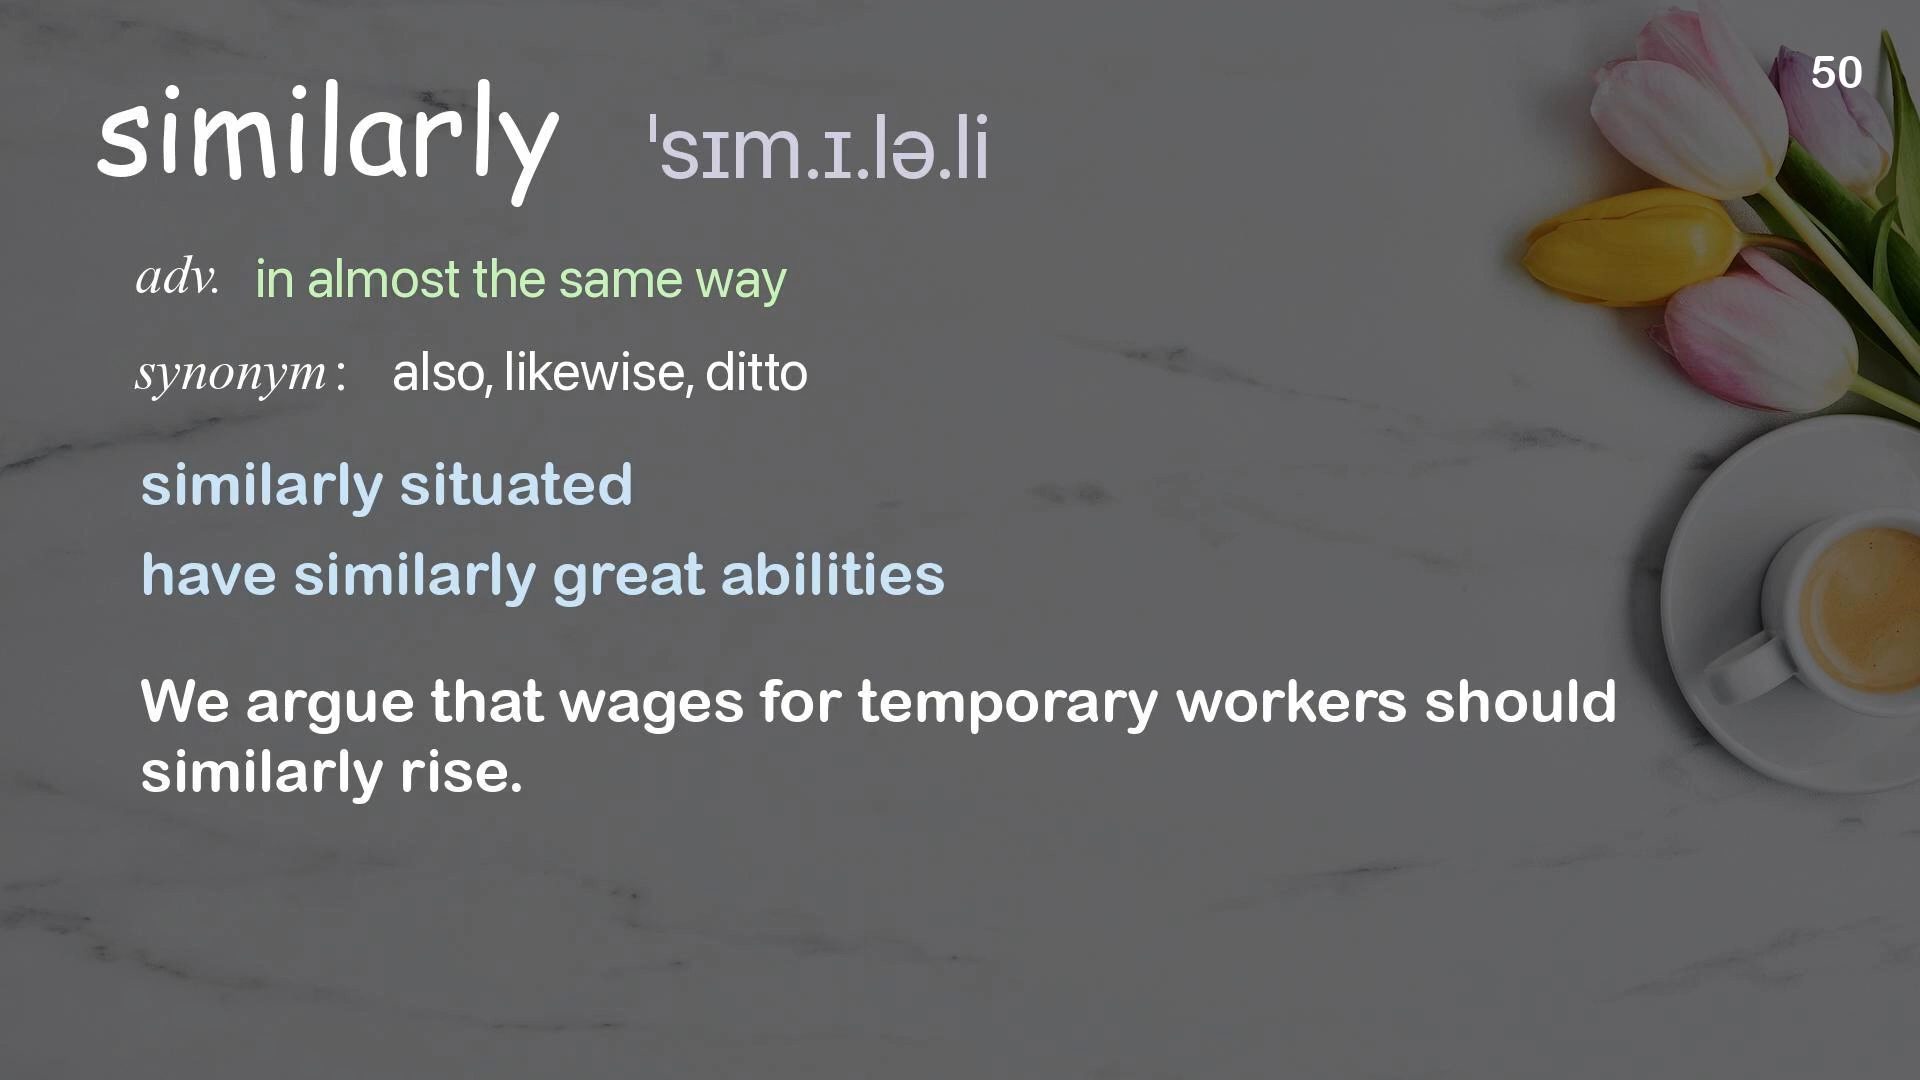 50
similarly ˈsɪm.ɪ.lə.li
adv. in almost the same way
synonym: also, likewise, ditto
similarly situated
have similarly great abilities
We argue that wages for temporary workers should
similarly rise.